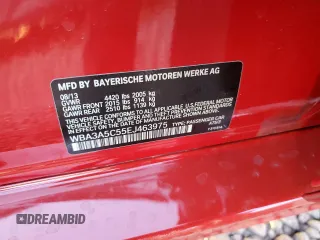 MFD BY BAYERISCHE MOTOREN WERKE AG
08/13
GVWR 4420 lbs 2005 kg
GAWR FRONT 2015 lbs 914 kg
GAWR REAR 2510 lbs 1139 kg
THIS VEHICLE CONFORMS TO ALL APPLICABLE U.S. FEDERAL MOTOR
VEHICLE SAFETY, BUMPER, AND THEFT PREVENTION STANDARDS
IN EFFECT ON THE DATE OF MANUFACTURE SHOWN ABOVE.
TYPE: PASSENGER CAR
DREAMBID